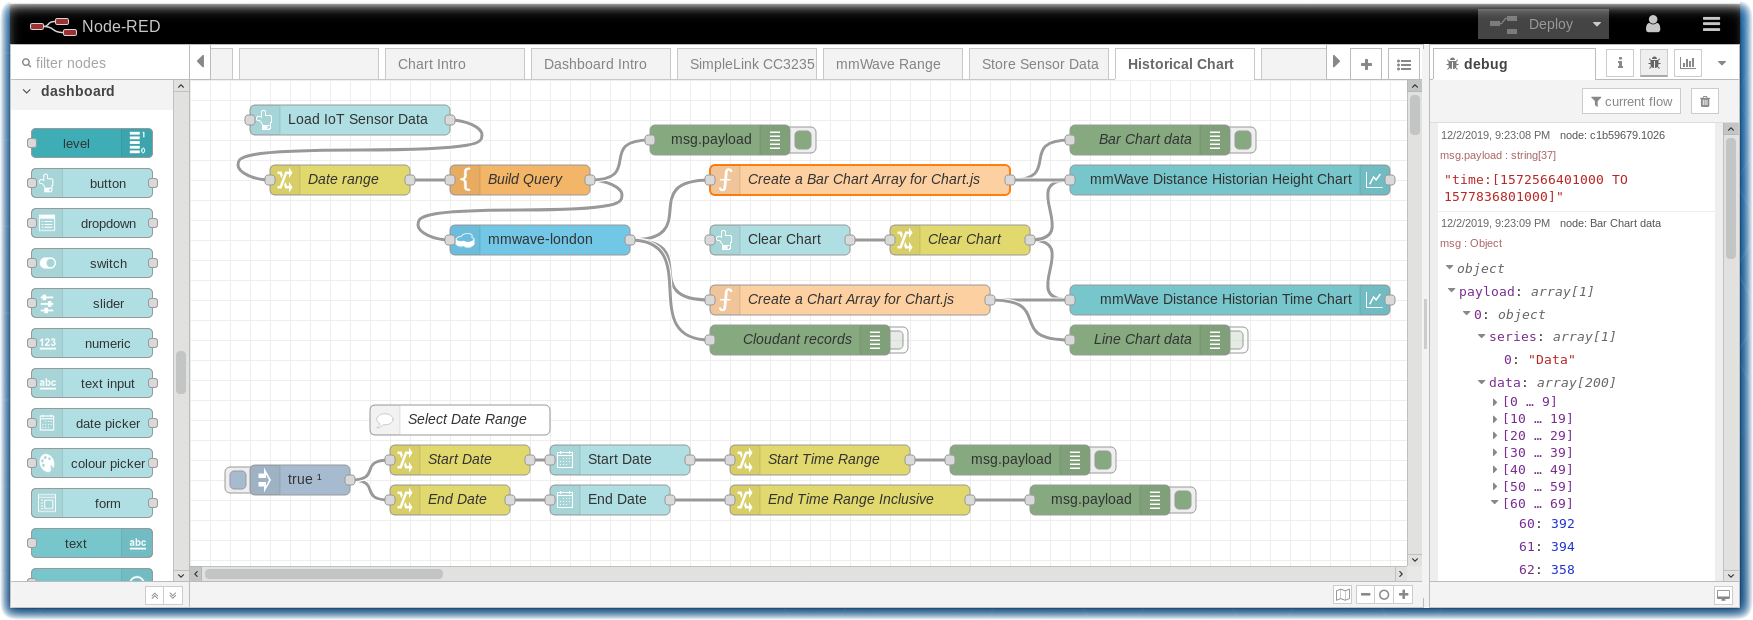 Node-RED
Deploy
filter nodes
Chart Intro
Dashboard Intro
SimpleLink CC3235
mmWave Range
Store Sensor Data
Historical Chart
debug
dashboard
level
button
dropdown
switch
slider
123 numeric
abc text input
date picker
colour picker
form
text abc
Load IoT Sensor Data
msg.payload
Bar Chart data
Date range
Build Query
Create a Bar Chart Array for Chart.js
mmWave Distance Historian Height Chart
mmwave-london
Clear Chart
Clear Chart
Create a Chart Array for Chart.js
mmWave Distance Historian Time Chart
Cloudant records
Line Chart data
Select Date Range
true ¹
Start Date
Start Date
Start Time Range
msg.payload
End Date
End Date
End Time Range Inclusive
msg.payload
current flow
12/2/2019, 9:23:08 PM node: c1b59679.1026
msg.payload : string[37]
"time:[1572566401000 TO
1577836801000]"
12/2/2019, 9:23:09 PM node: Bar Chart data
msg : Object
object
payload: array[1]
0: object
series: array[1]
0: "Data"
data: array[200]
[0 … 9]
[10 … 19]
[20 … 29]
[30 … 39]
[40 … 49]
[50 … 59]
[60 … 69]
60: 392
61: 394
62: 358